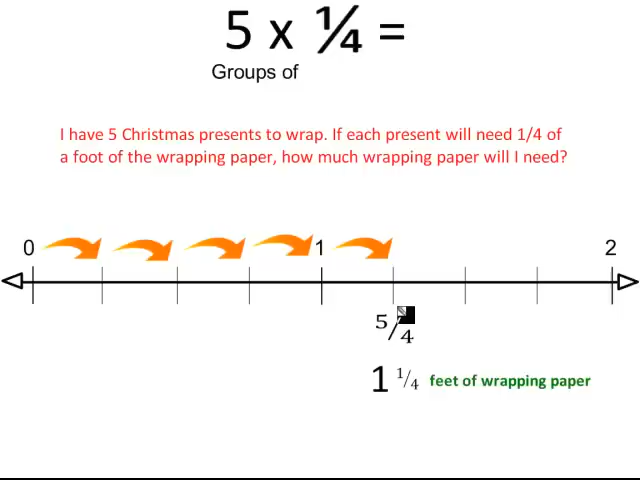 5 x ¼ =
Groups of
I have 5 Christmas presents to wrap. If each present will need 1/4 of
a foot of the wrapping paper, how much wrapping paper will I need?
0 1 2
5/4
1 1/4 feet of wrapping paper